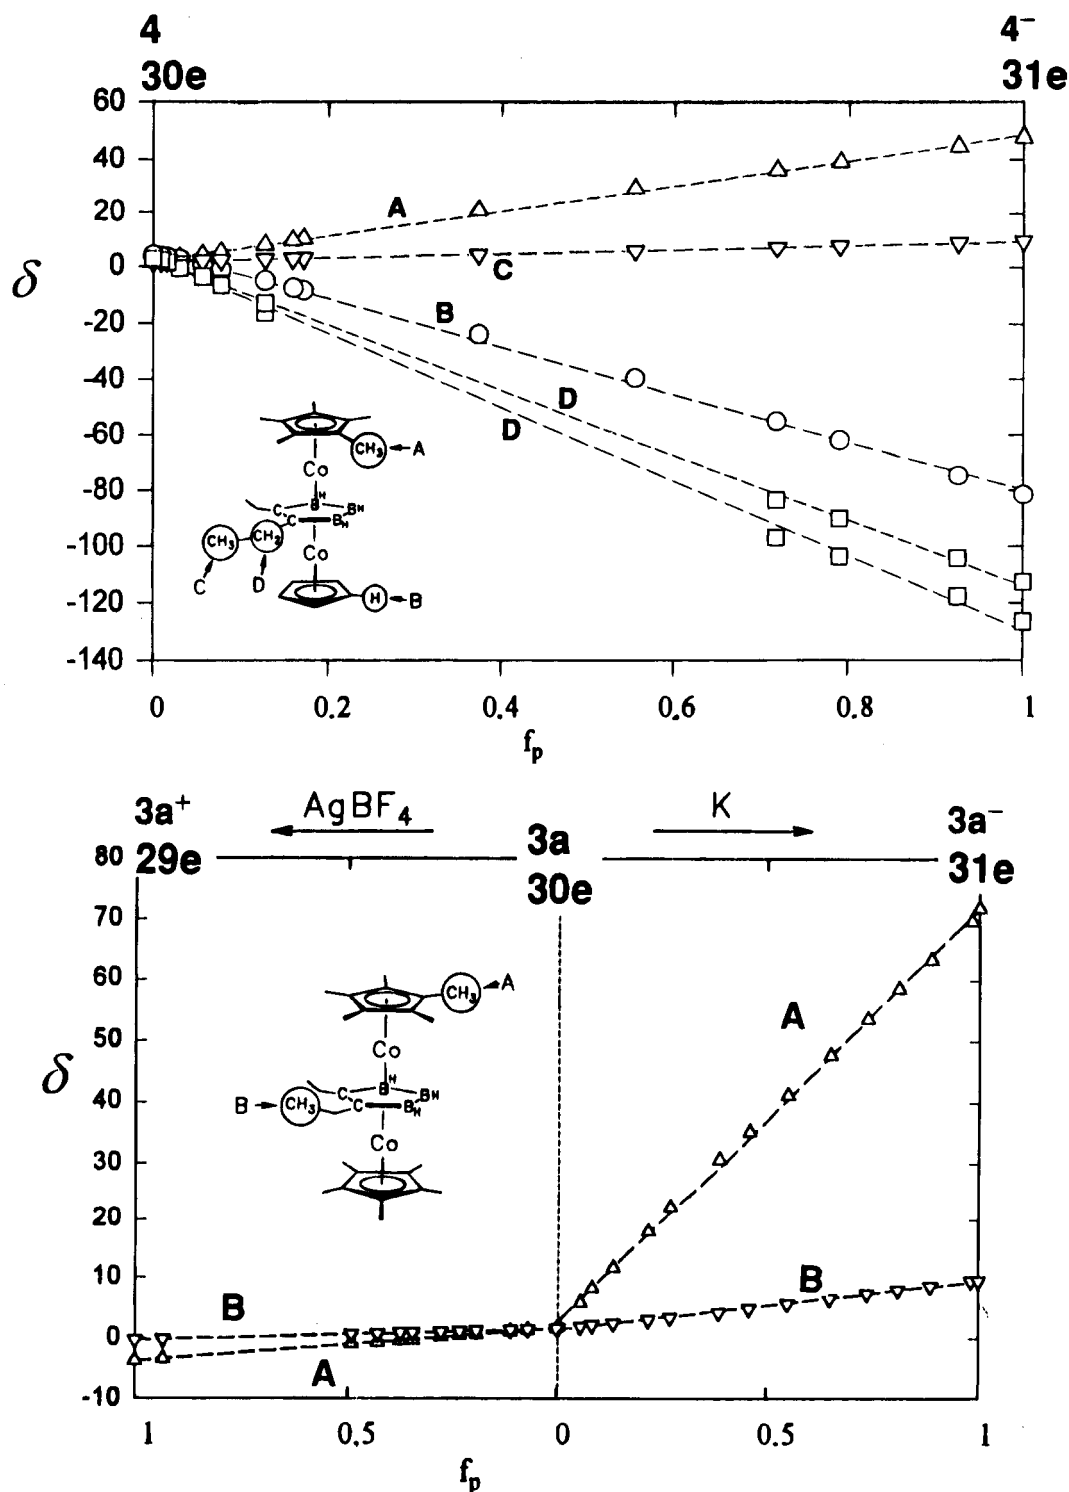 4 4⁻
30e 31e
60
40
20
0
-20
-40
-60
-80
-100
-120
-140
δ
A
C
B
D
D
CH₃ A
Co
C B H B H
C B H
CH₃ CH₂
Co
C D H B
0 0.2 0.4 0.6 0.8 1
fₚ
3a⁺ AgBF₄ 3a K 3a⁻
29e 30e 31e
80
70
60
50
40
30
20
10
0
-10
δ
CH₃ A
Co
C B H B H
B CH₃ C B H
Co
A
B
B
A
1 0.5 0 0.5 1
fₚ